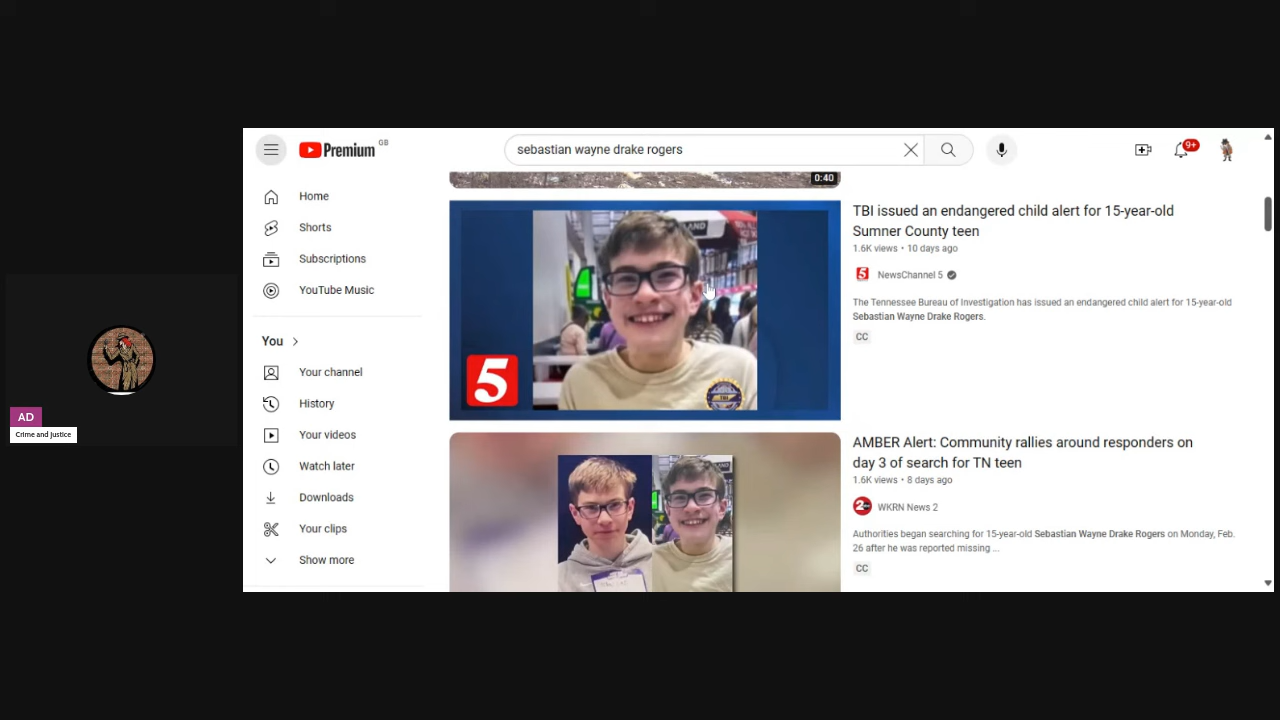 Premium GB
sebastian wayne drake rogers
9+
Home
Shorts
Subscriptions
YouTube Music
You
Your channel
History
Your videos
Watch later
Downloads
Your clips
Show more
0:40
5
TBI issued an endangered child alert for 15-year-old
Sumner County teen
1.6K views • 10 days ago
5 NewsChannel 5
The Tennessee Bureau of Investigation has issued an endangered child alert for 15-year-old
Sebastian Wayne Drake Rogers.
CC
AMBER Alert: Community rallies around responders on
day 3 of search for TN teen
1.6K views • 8 days ago
2 WKRN News 2
Authorities began searching for 15-year-old Sebastian Wayne Drake Rogers on Monday, Feb.
26 after he was reported missing ...
CC
AD
Crime and Justice